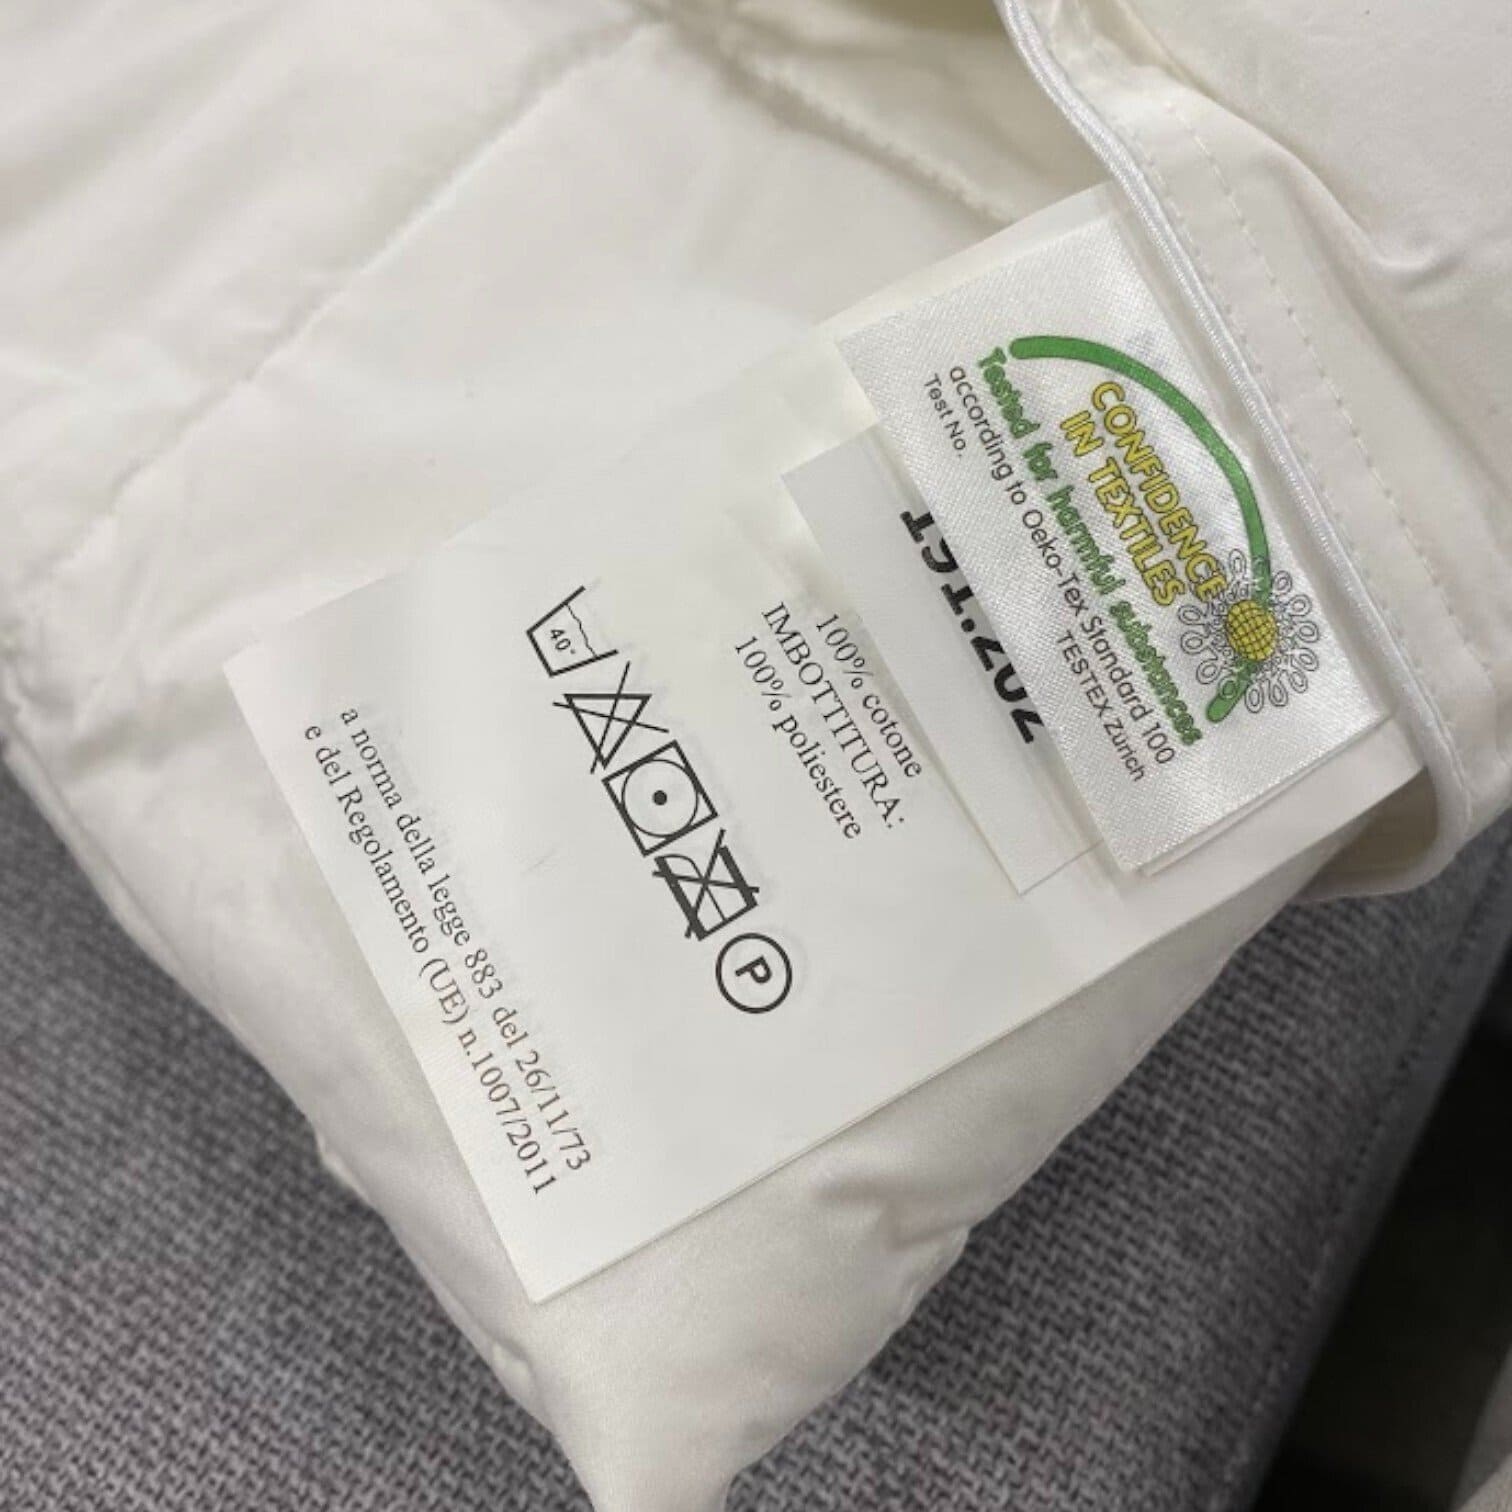 CONFIDENCE
IN TEXTILES
Tested for harmful substances
according to Oeko-Tex Standard 100
Test No.
TESTEX Zurich
100% cotone
IMBOTTITURA:
100% poliestere
40°
P
a norma della legge 883 del 26/11/73
e del Regolamento (UE) n.1007/2011